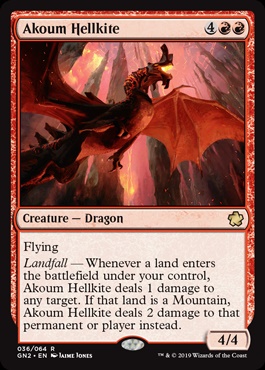 Akoum Hellkite 4
Creature — Dragon
Flying
Landfall — Whenever a land enters
the battlefield under your control,
Akoum Hellkite deals 1 damage to
any target. If that land is a Mountain,
Akoum Hellkite deals 2 damage to that
permanent or player instead.
4/4
036/064 R
GN2 • EN Jaime Jones
™ & © 2019 Wizards of the Coast